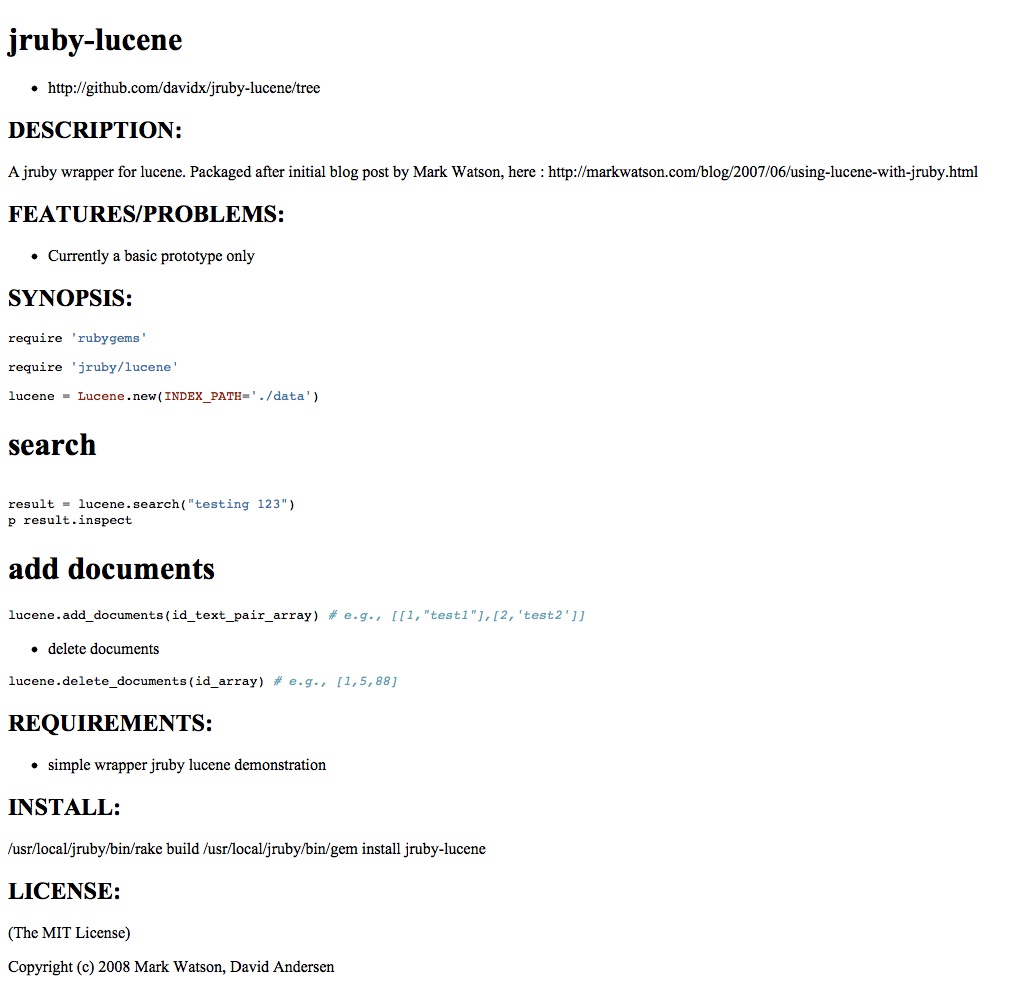 jruby-lucene
• http://github.com/davidx/jruby-lucene/tree
DESCRIPTION:
A jruby wrapper for lucene. Packaged after initial blog post by Mark Watson, here : http://markwatson.com/blog/2007/06/using-lucene-with-jruby.html
FEATURES/PROBLEMS:
• Currently a basic prototype only
SYNOPSIS:
require 'rubygems'
require 'jruby/lucene'
lucene = Lucene.new(INDEX_PATH='./data')
search
result = lucene.search("testing 123")
p result.inspect
add documents
lucene.add_documents(id_text_pair_array) # e.g., [[1,"test1"],[2,'test2']]
• delete documents
lucene.delete_documents(id_array) # e.g., [1,5,88]
REQUIREMENTS:
• simple wrapper jruby lucene demonstration
INSTALL:
/usr/local/jruby/bin/rake build /usr/local/jruby/bin/gem install jruby-lucene
LICENSE:
(The MIT License)
Copyright (c) 2008 Mark Watson, David Andersen